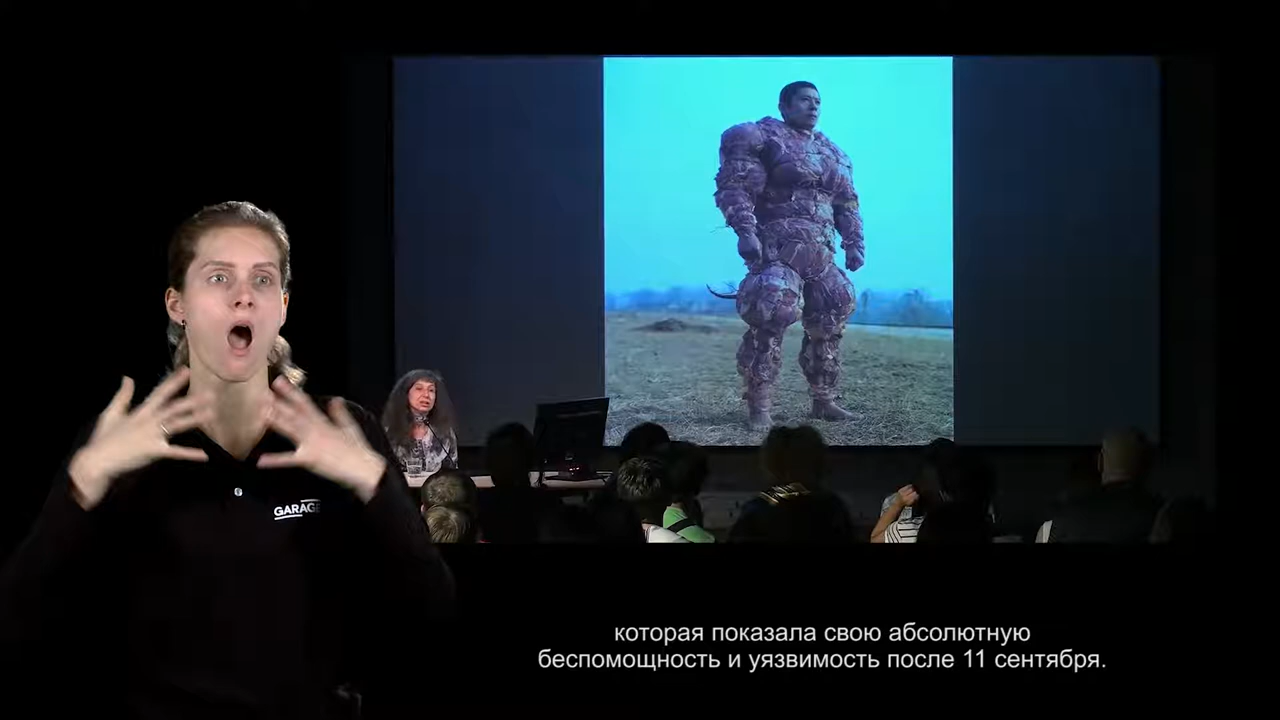 GARAGE
которая показала свою абсолютную
беспомощность и уязвимость после 11 сентября.